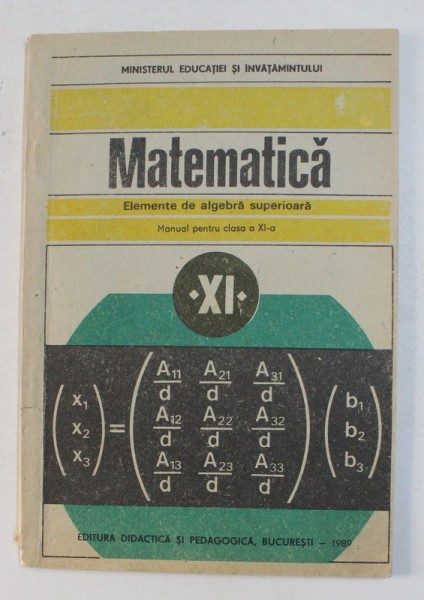 MINISTERUL EDUCAȚIEI ȘI ÎNVĂȚĂMÎNTULUI
Matematică
Elemente de algebră superioară
Manual pentru clasa a XI-a
·XI·
A11 A21 A31
d d d
x1 b1
A12 A22 A32
x2 = b2
d d d
x3 b3
A13 A23 A33
d d d
EDITURA DIDACTICĂ ȘI PEDAGOGICĂ, BUCUREȘTI – 1989